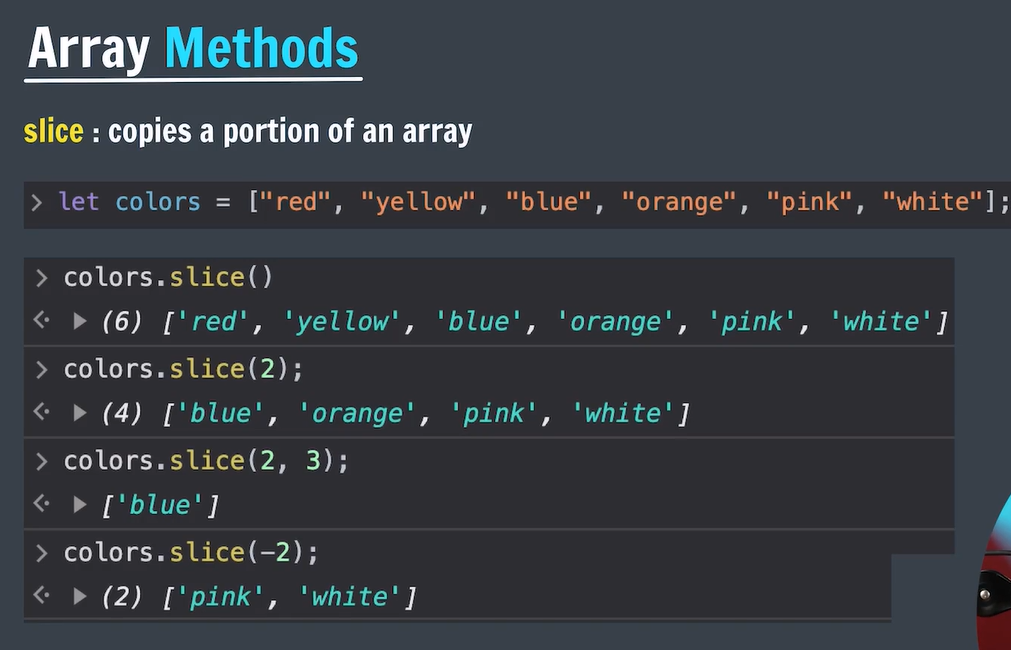 Array Methods
slice : copies a portion of an array
> let colors = ["red", "yellow", "blue", "orange", "pink", "white"];
> colors.slice()
(6) ['red', 'yellow', 'blue', 'orange', 'pink', 'white']
> colors.slice(2);
(4) ['blue', 'orange', 'pink', 'white']
> colors.slice(2, 3);
['blue']
> colors.slice(−2);
(2) ['pink', 'white']